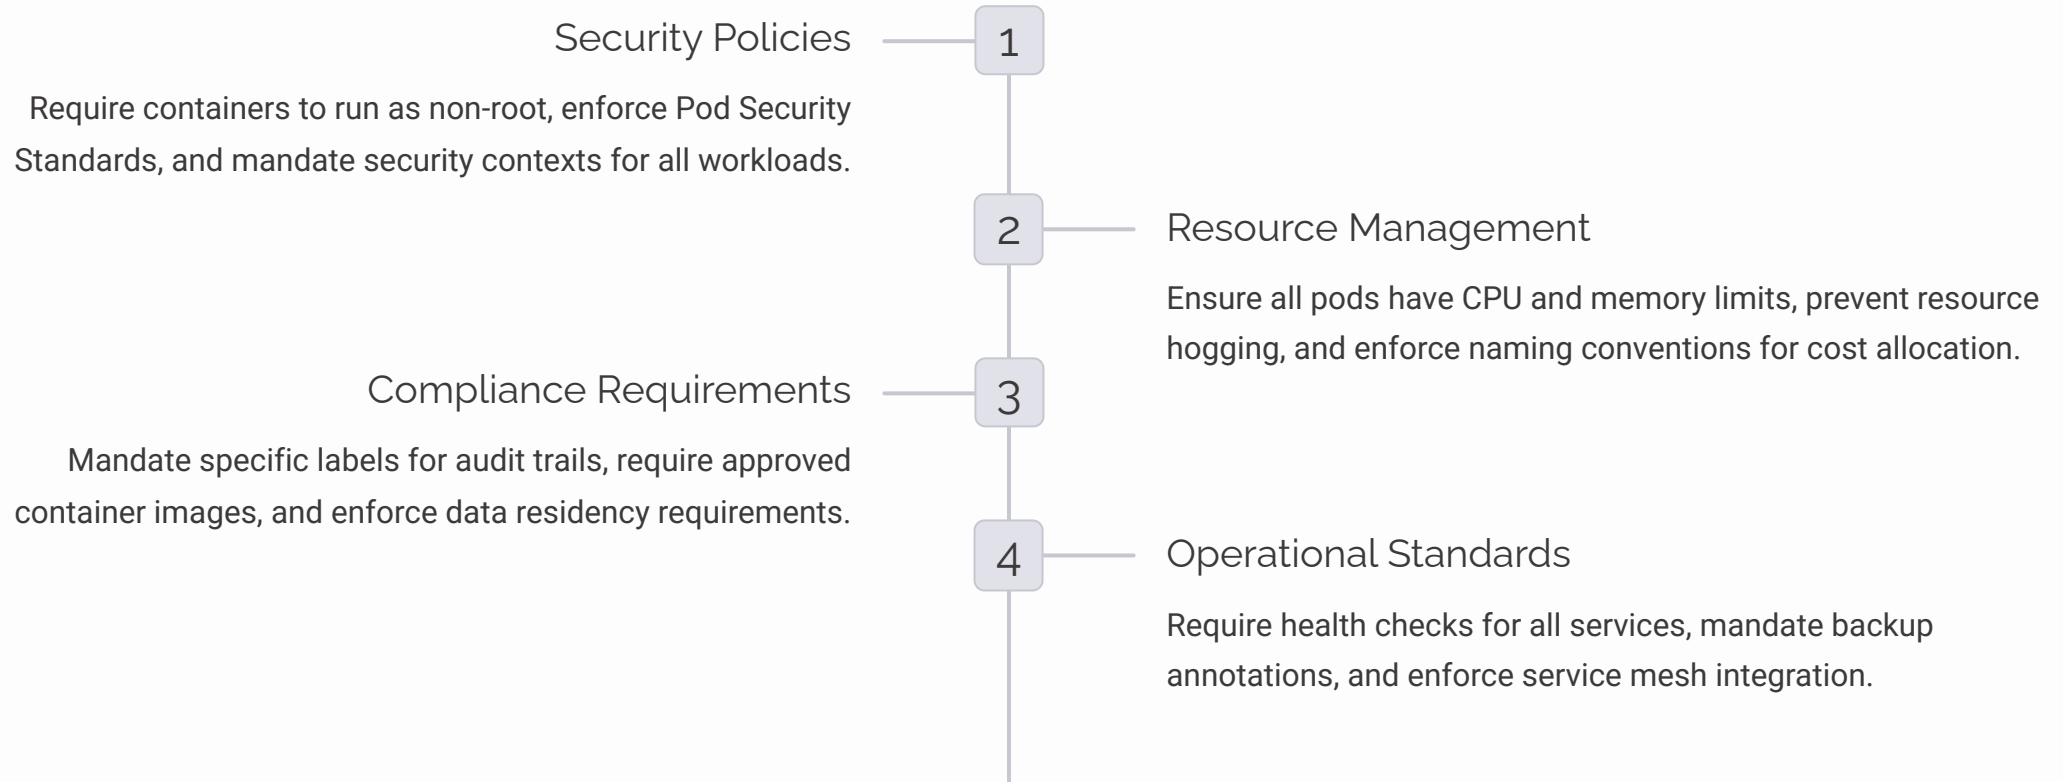 Security Policies
1
Require containers to run as non-root, enforce Pod Security
Standards, and mandate security contexts for all workloads.
2
Resource Management
Ensure all pods have CPU and memory limits, prevent resource
hogging, and enforce naming conventions for cost allocation.
Compliance Requirements
3
Mandate specific labels for audit trails, require approved
container images, and enforce data residency requirements.
4
Operational Standards
Require health checks for all services, mandate backup
annotations, and enforce service mesh integration.